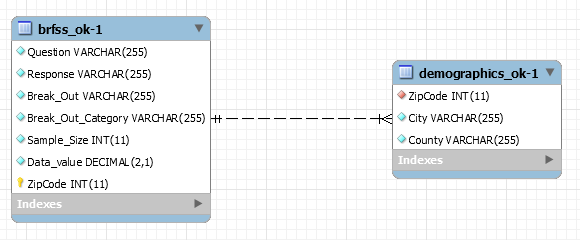 brfss_ok-1
Question VARCHAR(255)
Response VARCHAR(255)
Break_Out VARCHAR(255)
Break_Out_Category VARCHAR(255)
Sample_Size INT(11)
Data_value DECIMAL(2,1)
ZipCode INT(11)
Indexes
demographics_ok-1
ZipCode INT(11)
City VARCHAR(255)
County VARCHAR(255)
Indexes